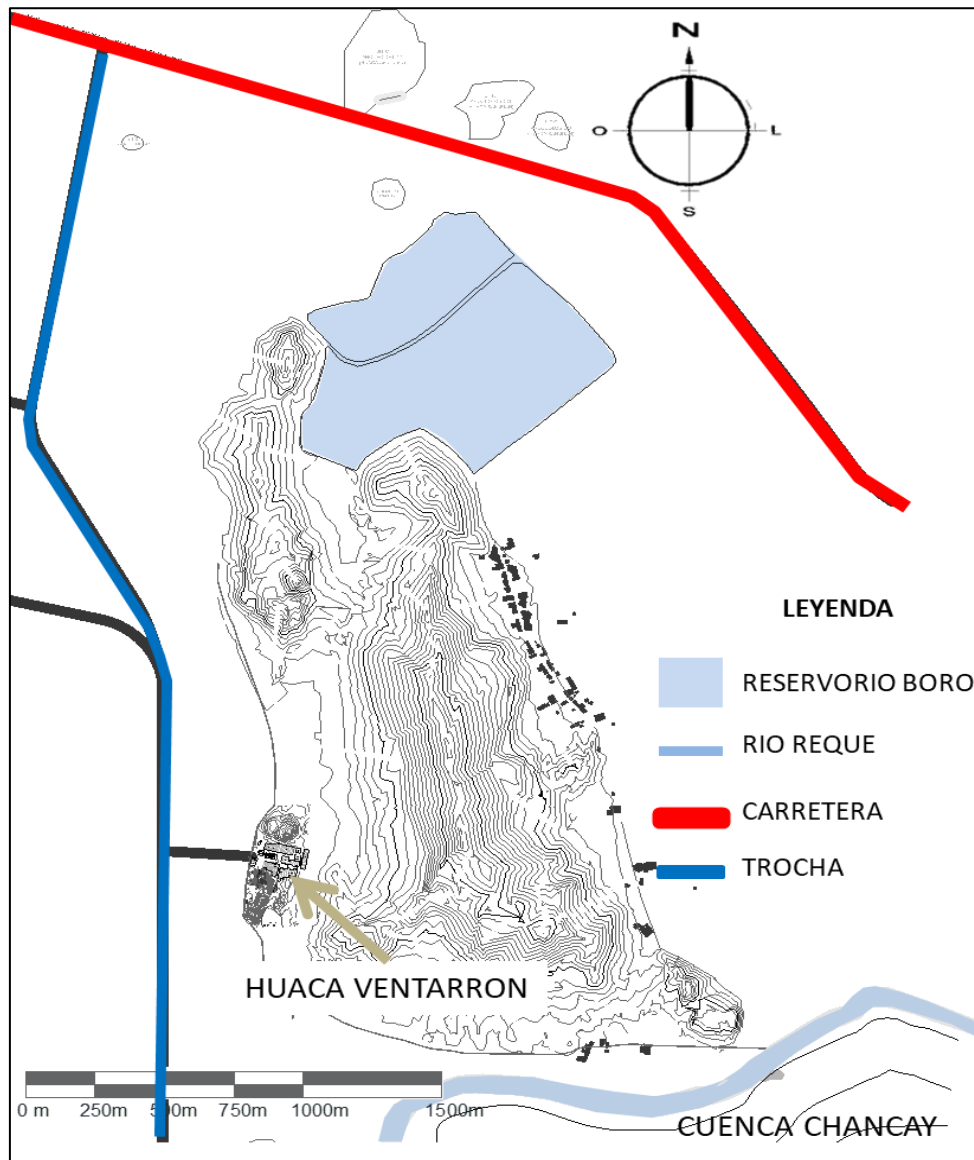 N
O
L
S
LEYENDA
RESERVORIO BORO
RIO REQUE
CARRETERA
TROCHA
HUACA VENTARRON
0 m 250m 500m 750m 1000m 1500m
CUENCA CHANCAY